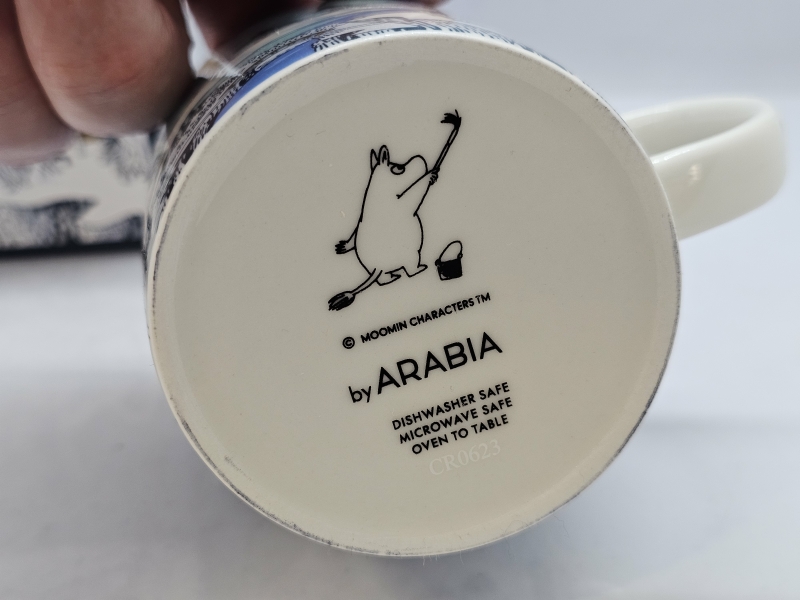 © MOOMIN CHARACTERS™
by ARABIA
DISHWASHER SAFE
MICROWAVE SAFE
OVEN TO TABLE
CR0623